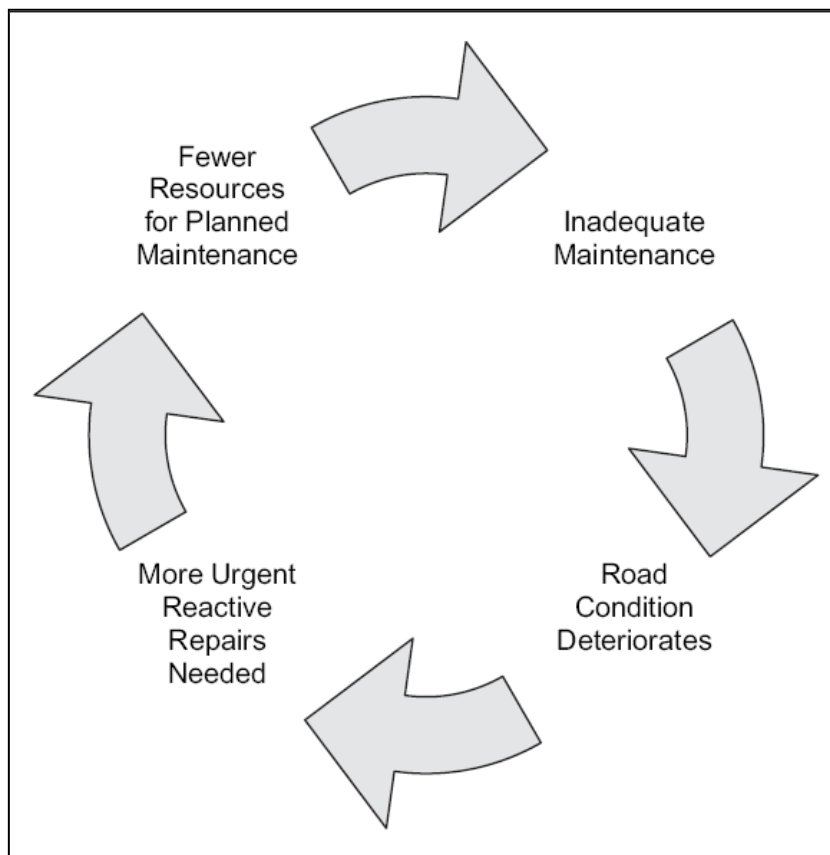 Fewer
Resources
for Planned
Maintenance
Inadequate
Maintenance
Road
Condition
Deteriorates
More Urgent
Reactive
Repairs
Needed